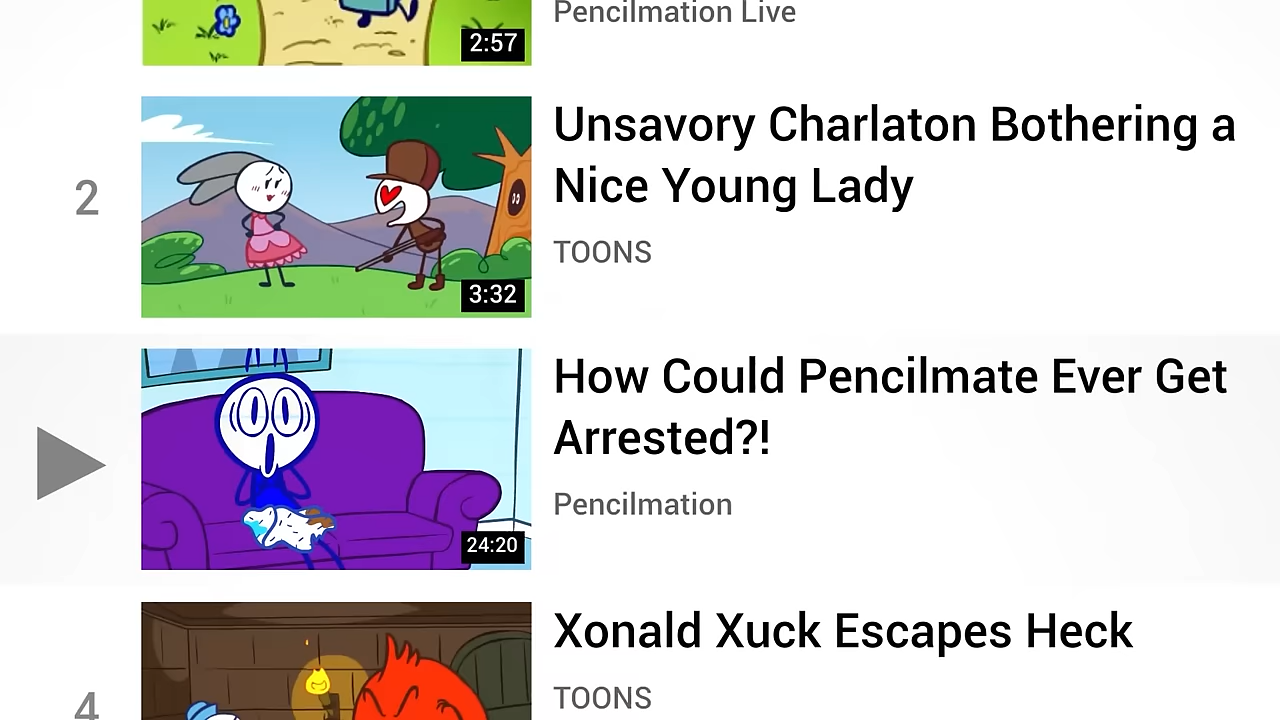 Pencilmation Live
2:57
2
Unsavory Charlaton Bothering a
Nice Young Lady
TOONS
3:32
How Could Pencilmate Ever Get
Arrested?!
Pencilmation
24:20
4
Xonald Xuck Escapes Heck
TOONS